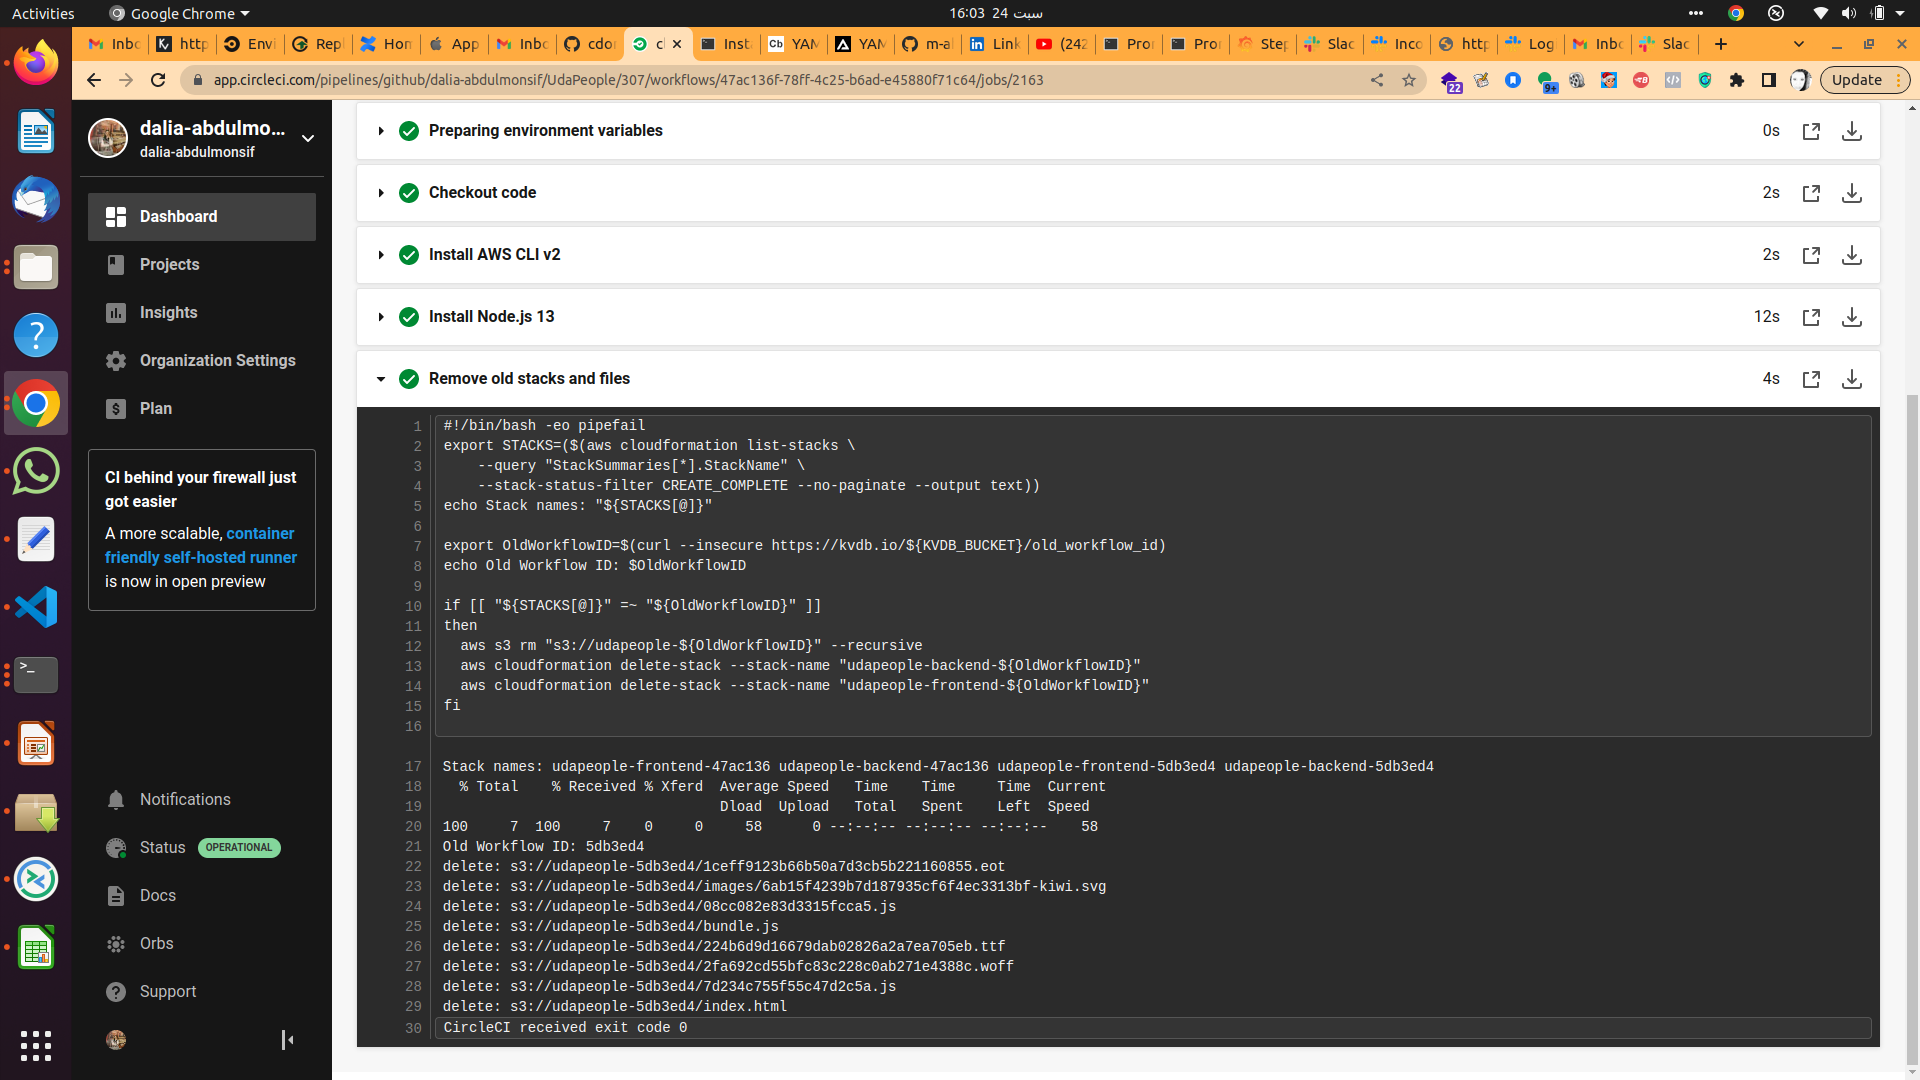 Activities
Google Chrome
16:03 24 سبت
Inbo
http
Envi
Repl
Hom
App
Inbo
cdor
ci
Inst
YAM
YAM
m-al
Link
(242
Pror
Pror
Step
Slac
Inco
http
Log
Inbo
Slac
app.circleci.com/pipelines/github/dalia-abdulmonsif/UdaPeople/307/workflows/47ac136f-78ff-4c25-b6ad-e45880f71c64/jobs/2163
22
9+
Update
dalia-abdulmo...
dalia-abdulmonsif
Dashboard
Projects
Insights
Organization Settings
Plan
CI behind your firewall just
got easier
A more scalable, container
friendly self-hosted runner
is now in open preview
Notifications
Status OPERATIONAL
Docs
Orbs
Support
Preparing environment variables 0s
Checkout code 2s
Install AWS CLI v2 2s
Install Node.js 13 12s
Remove old stacks and files 4s
1 #!/bin/bash -eo pipefail
2 export STACKS=($(aws cloudformation list-stacks \
3 --query "StackSummaries[*].StackName" \
4 --stack-status-filter CREATE_COMPLETE --no-paginate --output text))
5 echo Stack names: "${STACKS[@]}"
6
7 export OldWorkflowID=$(curl --insecure https://kvdb.io/${KVDB_BUCKET}/old_workflow_id)
8 echo Old Workflow ID: $OldWorkflowID
9
10 if [[ "${STACKS[@]}" =~ "${OldWorkflowID}" ]]
11 then
12 aws s3 rm "s3://udapeople-${OldWorkflowID}" --recursive
13 aws cloudformation delete-stack --stack-name "udapeople-backend-${OldWorkflowID}"
14 aws cloudformation delete-stack --stack-name "udapeople-frontend-${OldWorkflowID}"
15 fi
16
17 Stack names: udapeople-frontend-47ac136 udapeople-backend-47ac136 udapeople-frontend-5db3ed4 udapeople-backend-5db3ed4
18 % Total % Received % Xferd Average Speed Time Time Time Current
19 Dload Upload Total Spent Left Speed
20 100 7 100 7 0 0 58 0 --:--:-- --:--:-- --:--:-- 58
21 Old Workflow ID: 5db3ed4
22 delete: s3://udapeople-5db3ed4/1ceff9123b66b50a7d3cb5b221160855.eot
23 delete: s3://udapeople-5db3ed4/images/6ab15f4239b7d187935cf6f4ec3313bf-kiwi.svg
24 delete: s3://udapeople-5db3ed4/08cc082e83d3315fcca5.js
25 delete: s3://udapeople-5db3ed4/bundle.js
26 delete: s3://udapeople-5db3ed4/224b6d9d16679dab02826a2a7ea705eb.ttf
27 delete: s3://udapeople-5db3ed4/2fa692cd55bfc83c228c0ab271e4388c.woff
28 delete: s3://udapeople-5db3ed4/7d234c755f55c47d2c5a.js
29 delete: s3://udapeople-5db3ed4/index.html
30 CircleCI received exit code 0